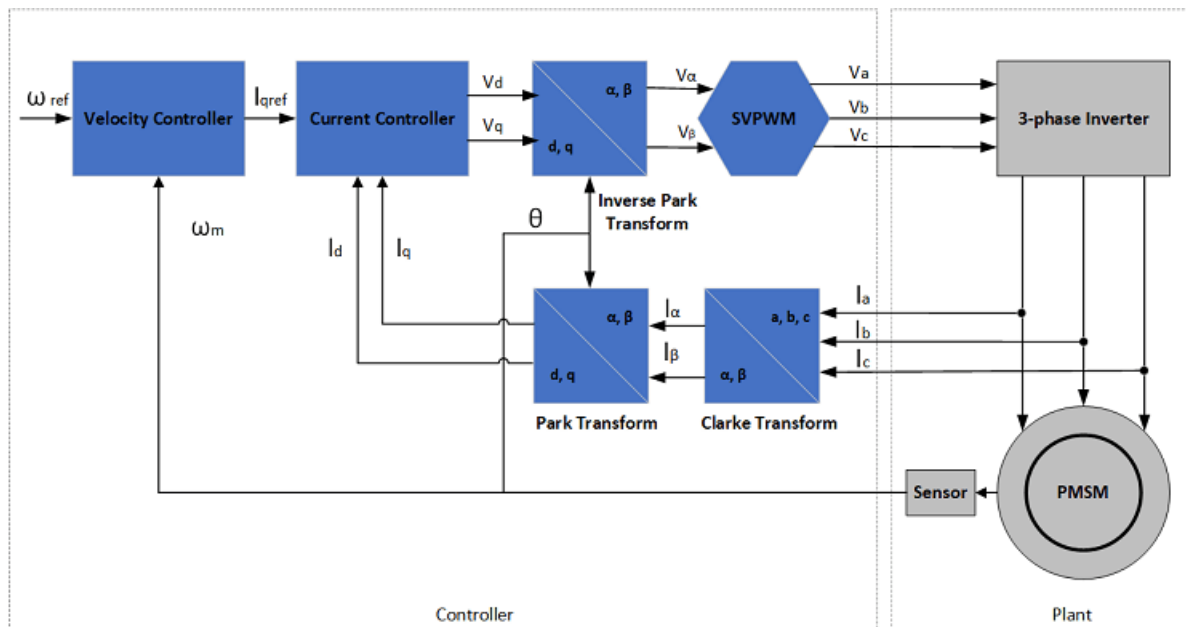 ω ref
Velocity Controller
Iqref
Current Controller
Vd
Vq
α, β
d, q
Inverse Park
Transform
Vα
Vβ
SVPWM
Va
Vb
Vc
3-phase Inverter
ωm
Id
Iq
θ
α, β
d, q
Park Transform
Iα
Iβ
a, b, c
α, β
Clarke Transform
Ia
Ib
Ic
Sensor
PMSM
Controller
Plant